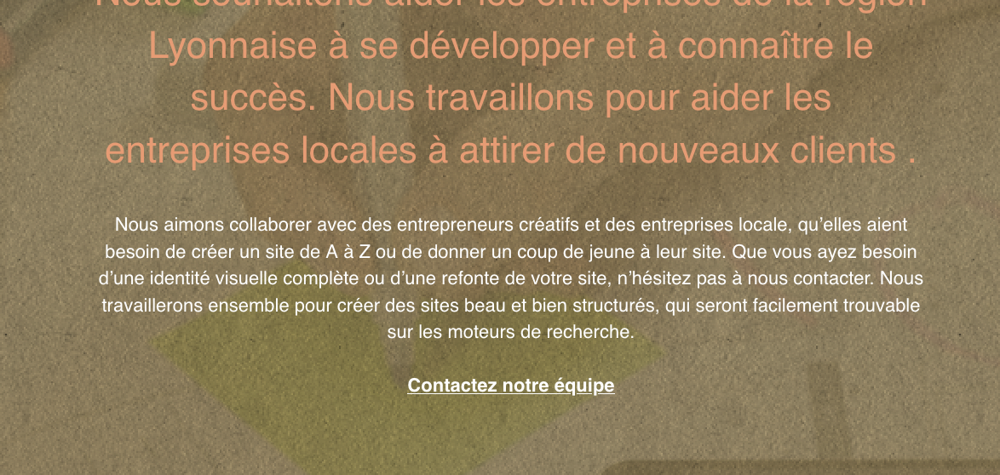 Nous souhaitons aider les entreprises de la région
Lyonnaise à se développer et à connaître le
succès. Nous travaillons pour aider les
entreprises locales à attirer de nouveaux clients .
Nous aimons collaborer avec des entrepreneurs créatifs et des entreprises locale, qu’elles aient
besoin de créer un site de A à Z ou de donner un coup de jeune à leur site. Que vous ayez besoin
d’une identité visuelle complète ou d’une refonte de votre site, n’hésitez pas à nous contacter. Nous
travaillerons ensemble pour créer des sites beau et bien structurés, qui seront facilement trouvable
sur les moteurs de recherche.
Contactez notre équipe